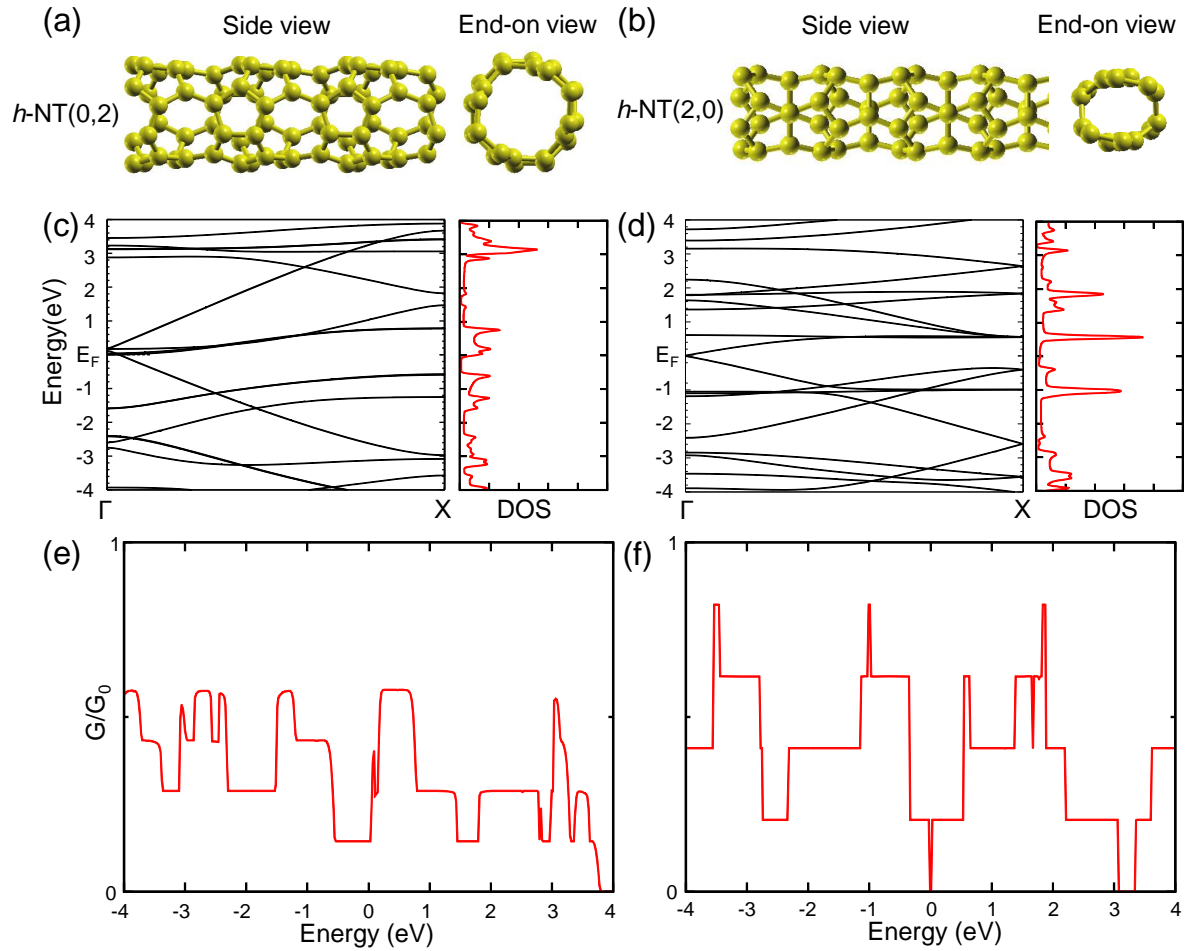 (a)
Side view
End-on view
h-NT(0,2)
(b)
Side view
End-on view
h-NT(2,0)
(c)
Energy(eV)
4
3
2
1
E_F
-1
-2
-3
-4
Γ
X
DOS
(d)
4
3
2
1
E_F
-1
-2
-3
-4
Γ
X
DOS
(e)
G/G₀
1
0
-4 -3 -2 -1 0 1 2 3 4
Energy (eV)
(f)
1
0
-4 -3 -2 -1 0 1 2 3 4
Energy (eV)